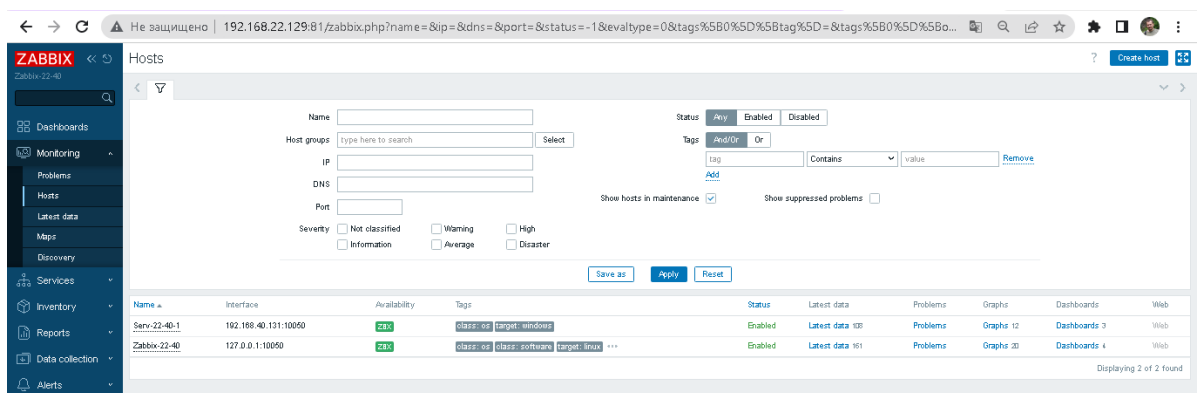 Не защищено | 192.168.22.129:81/zabbix.php?name=&ip=&dns=&port=&status=-1&evaltype=0&tags%5B0%5D%5Btag%5D=&tags%5B0%5D%5Bo...
ZABBIX
Zabbix-22-40
Dashboards
Monitoring
Problems
Hosts
Latest data
Maps
Discovery
Services
Inventory
Reports
Data collection
Alerts
Hosts
? Create host
Name
Host groups type here to search Select
IP
DNS
Port
Severity Not classified Warning High
Information Average Disaster
Status Any Enabled Disabled
Tags And/Or Or
tag Contains value Remove
Add
Show hosts in maintenance Show suppressed problems
Save as Apply Reset
Name Interface Availability Tags Status Latest data Problems Graphs Dashboards Web
Serv-22-40-1 192.168.40.131:10050 ZBX class: os target: windows Enabled Latest data 108 Problems Graphs 12 Dashboards 3 Web
Zabbix-22-40 127.0.0.1:10050 ZBX class: os class: software target: linux ••• Enabled Latest data 161 Problems Graphs 20 Dashboards 4 Web
Displaying 2 of 2 found